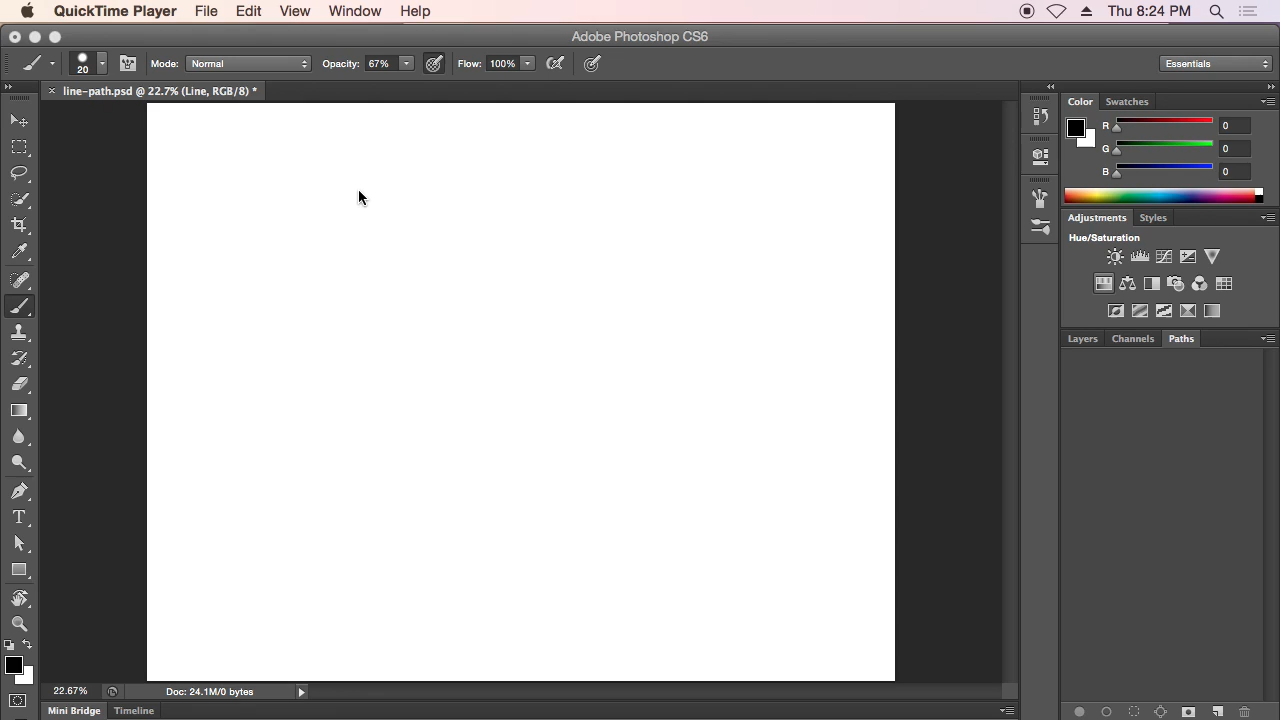 QuickTime Player File Edit View Window Help Thu 8:24 PM
Adobe Photoshop CS6
20 Mode: Normal Opacity: 67% Flow: 100% Essentials
line-path.psd @ 22.7% (Line, RGB/8) *
Color Swatches
R 0
G 0
B 0
Adjustments Styles
Hue/Saturation
Layers Channels Paths
T
22.67% Doc: 24.1M/0 bytes
Mini Bridge Timeline